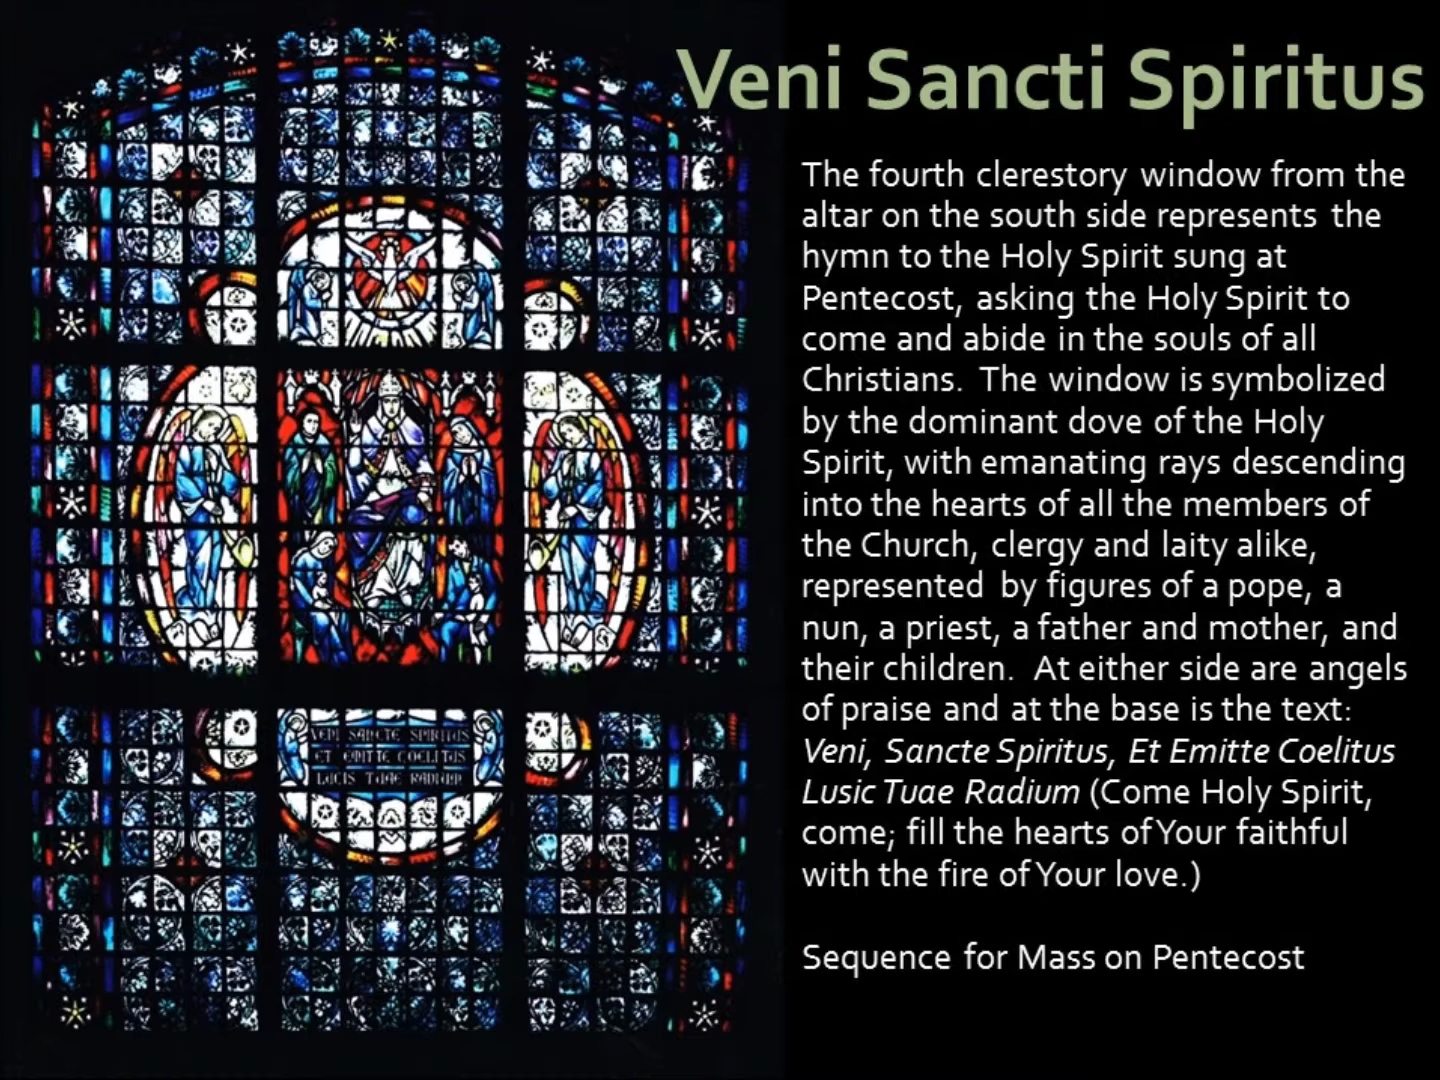 Veni Sancti Spiritus
The fourth clerestory window from the
altar on the south side represents the
hymn to the Holy Spirit sung at
Pentecost, asking the Holy Spirit to
come and abide in the souls of all
Christians. The window is symbolized
by the dominant dove of the Holy
Spirit, with emanating rays descending
into the hearts of all the members of
the Church, clergy and laity alike,
represented by figures of a pope, a
nun, a priest, a father and mother, and
their children. At either side are angels
of praise and at the base is the text:
Veni, Sancte Spiritus, Et Emitte Coelitus
Lusic Tuae Radium (Come Holy Spirit,
come; fill the hearts of Your faithful
with the fire of Your love.)
Sequence for Mass on Pentecost
VENI SANCTE SPIRITUS
ET EMITTE COELITUS
LUCIS TUAE RADIUM